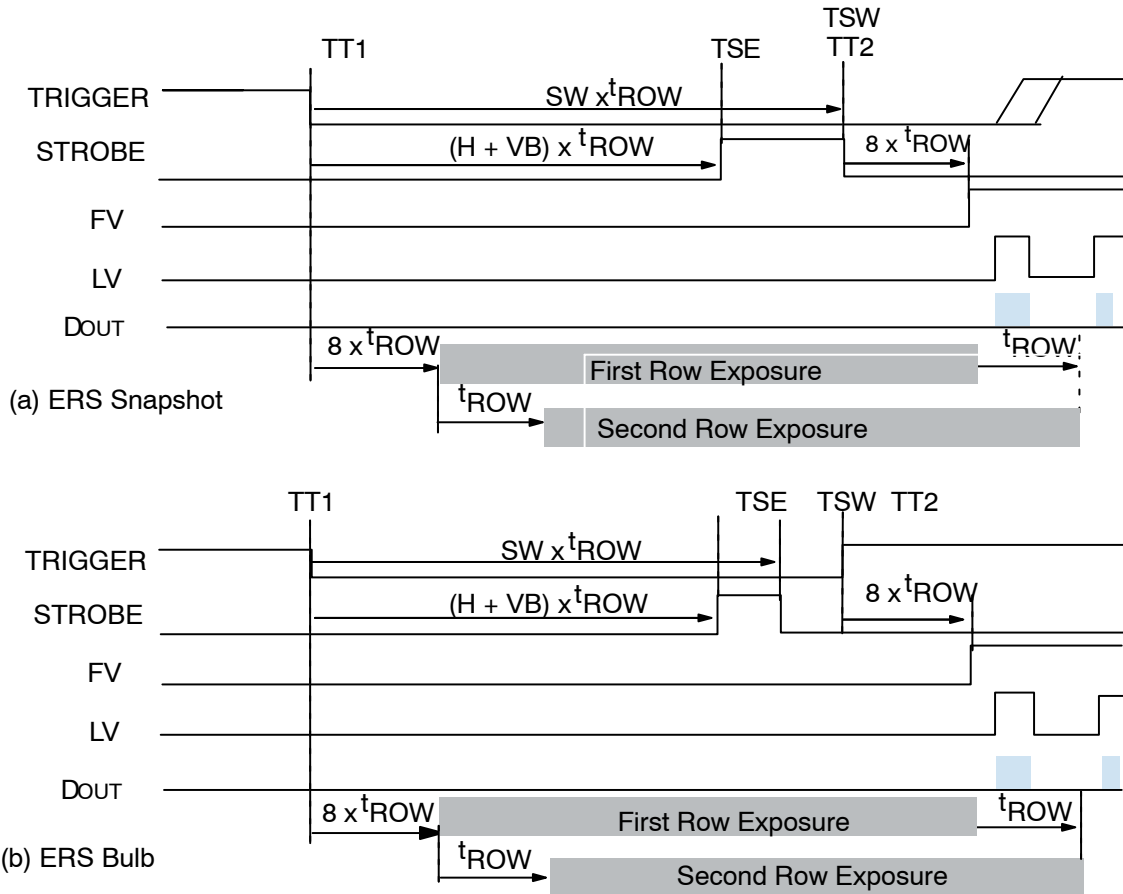 TSW
TT1 TSE TT2
TRIGGER SW x tROW
STROBE (H + VB) x tROW 8 x tROW
FV
LV
DOUT
8 x tROW First Row Exposure tROW
(a) ERS Snapshot
tROW Second Row Exposure
TT1 TSE TSW TT2
TRIGGER SW x tROW
STROBE (H + VB) x tROW 8 x tROW
FV
LV
DOUT
8 x tROW First Row Exposure tROW
(b) ERS Bulb
tROW Second Row Exposure